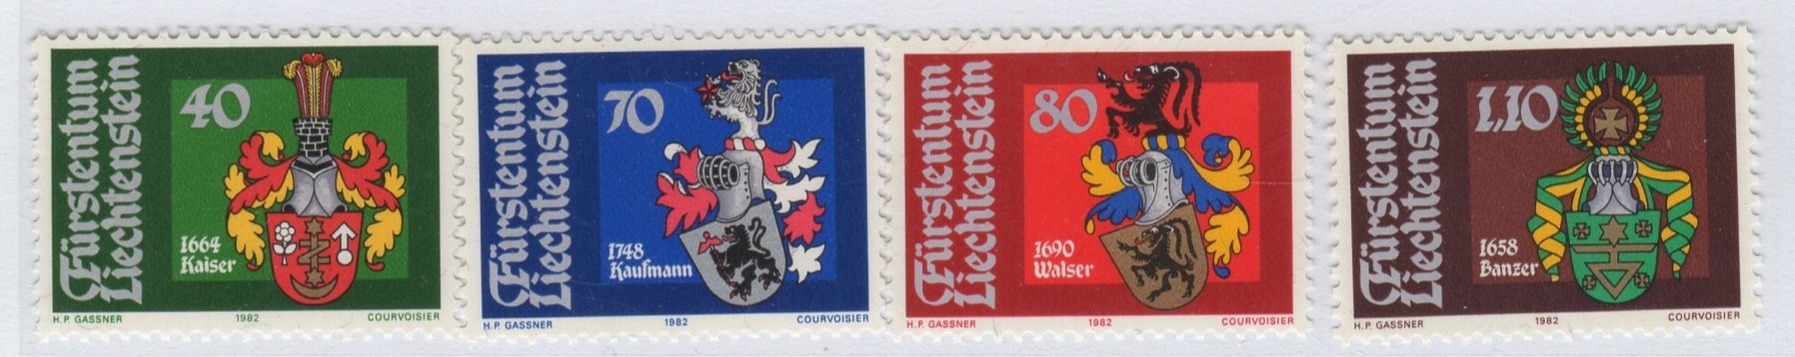 Fürstentum
Liechtenstein
40
1664
Kaiser
H.P. GASSNER 1982 COURVOISIER
Fürstentum
Liechtenstein
70
1748
Kaufmann
H.P. GASSNER 1982 COURVOISIER
Fürstentum
Liechtenstein
80
1690
Walser
H.P. GASSNER 1982 COURVOISIER
Fürstentum
Liechtenstein
1,10
1658
Banzer
H.P. GASSNER 1982 COURVOISIER